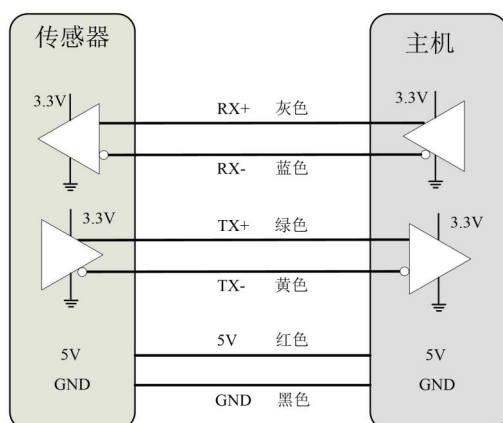 传感器
主机
3.3V
3.3V
RX+ 灰色
RX- 蓝色
3.3V
3.3V
TX+ 绿色
TX- 黄色
5V
5V 红色
5V
GND
GND 黑色
GND